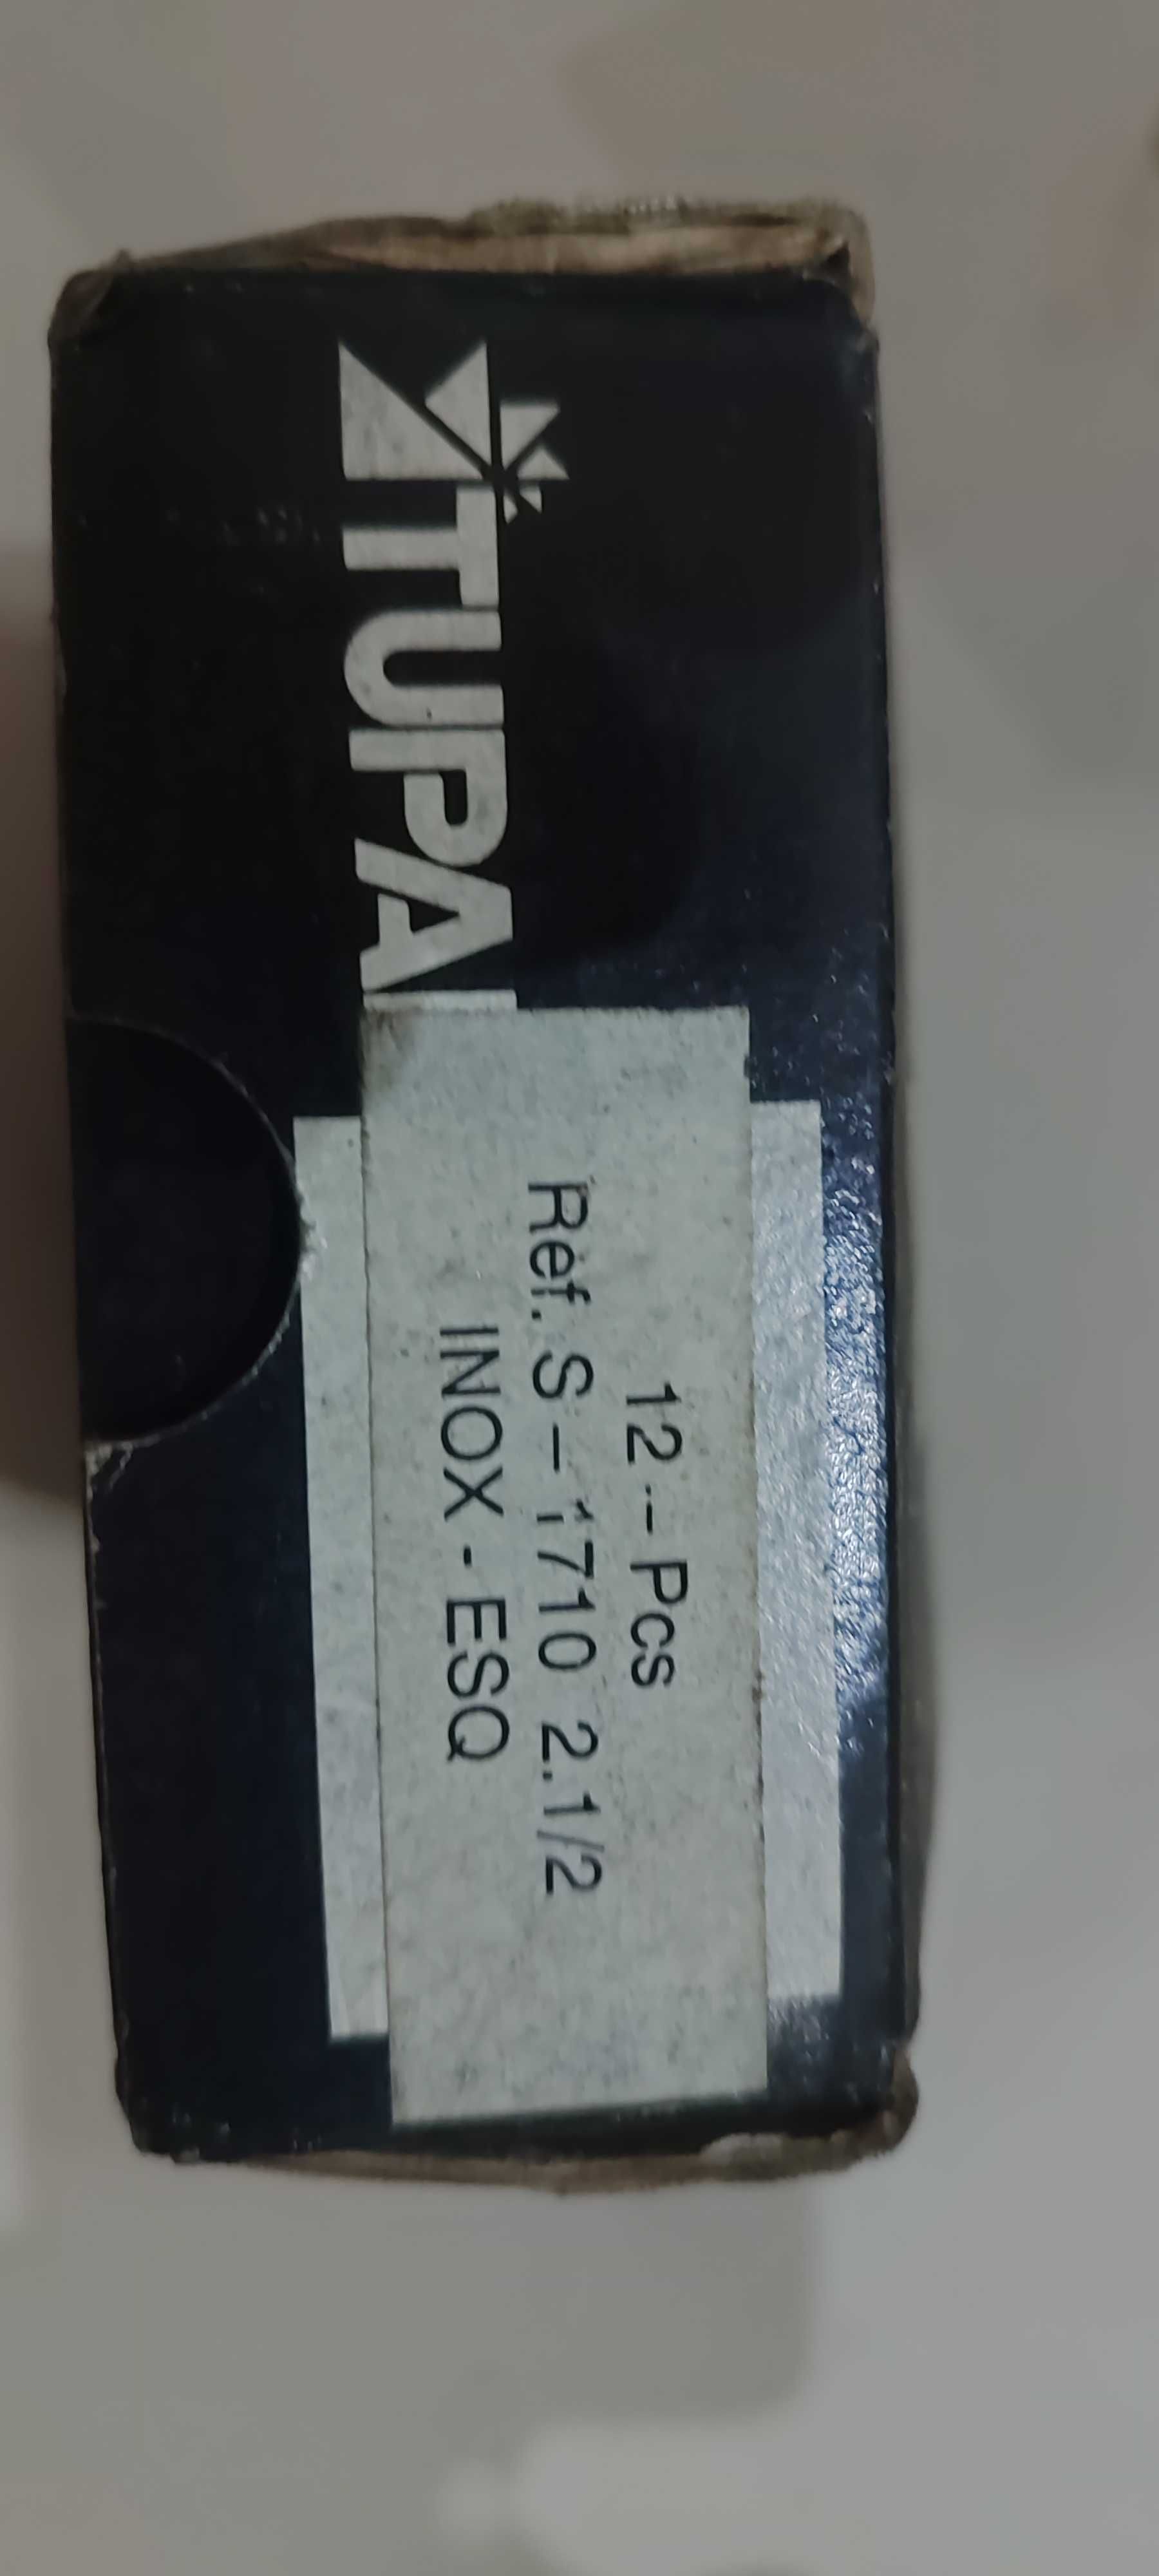 TUPA
12 - Pcs
Ref. S - 1710 2.1/2
INOX - ESQ